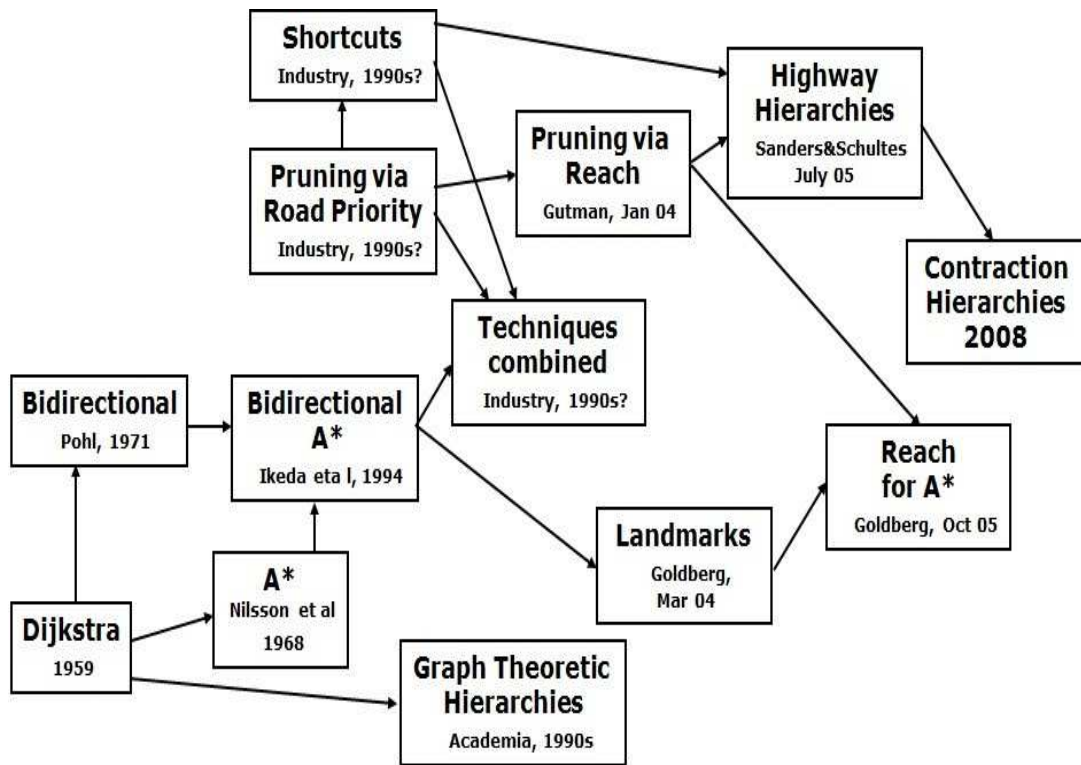 Shortcuts
Industry, 1990s?
Highway
Hierarchies
Sanders&Schultes
July 05
Pruning via
Reach
Gutman, Jan 04
Pruning via
Road Priority
Industry, 1990s?
Contraction
Hierarchies
2008
Techniques
combined
Industry, 1990s?
Bidirectional
Pohl, 1971
Bidirectional
A*
Ikeda eta l, 1994
Reach
for A*
Goldberg, Oct 05
Landmarks
Goldberg,
Mar 04
A*
Nilsson et al
1968
Dijkstra
1959
Graph Theoretic
Hierarchies
Academia, 1990s